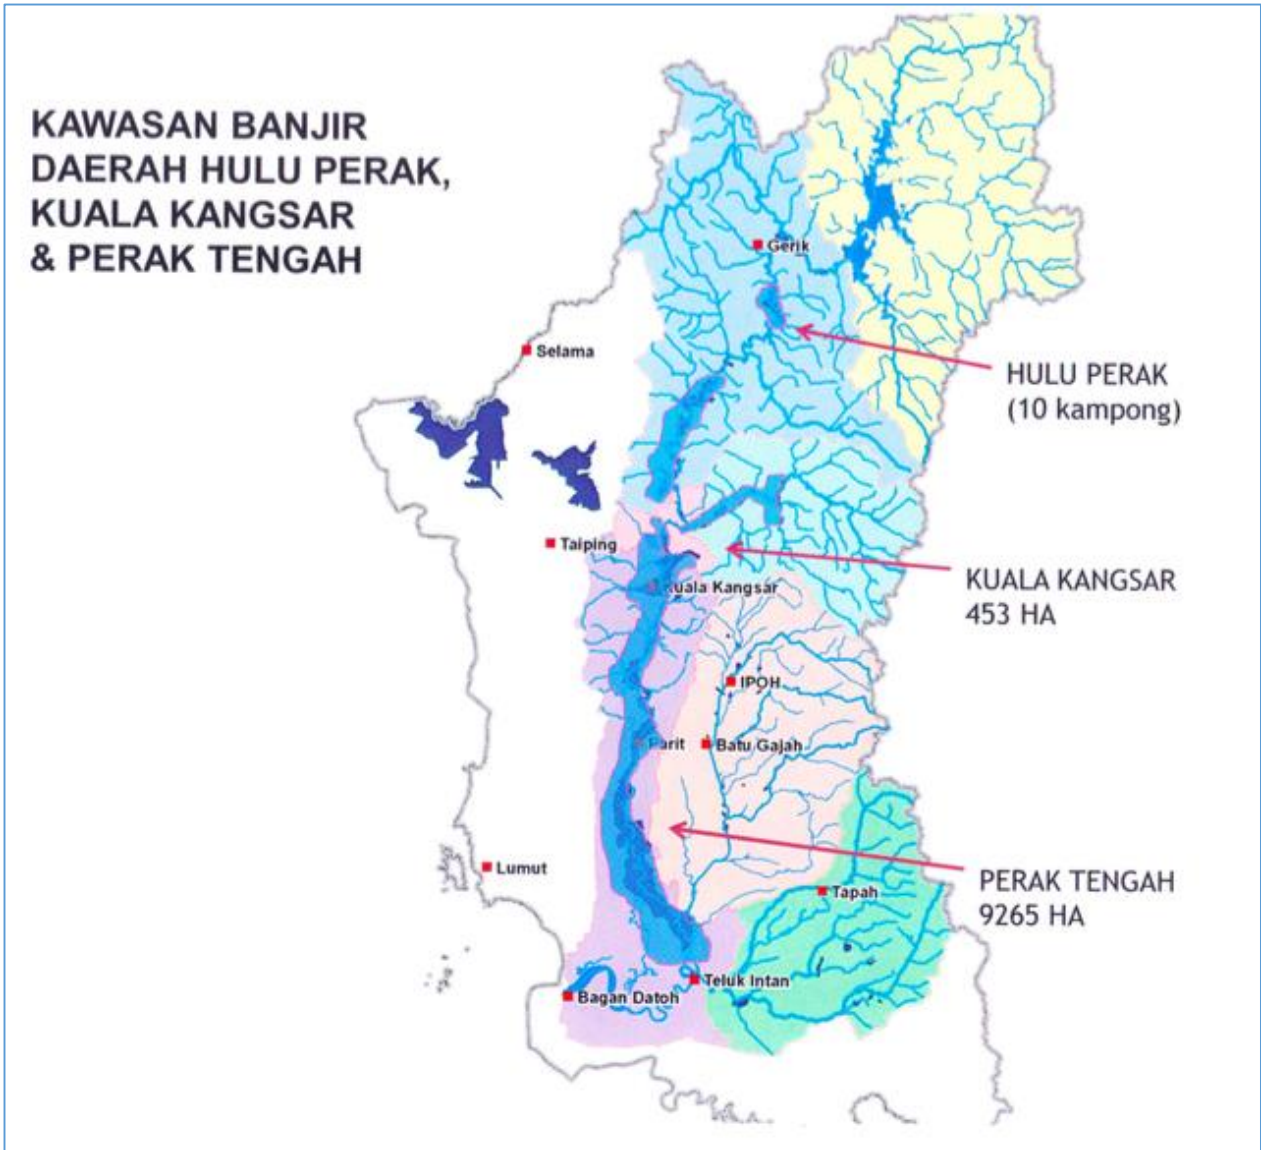 KAWASAN BANJIR
DAERAH HULU PERAK,
KUALA KANGSAR
& PERAK TENGAH
Gerik
Selama
HULU PERAK
(10 kampong)
Taiping
KUALA KANGSAR
453 HA
Kuala Kangsar
IPOH
Parit
Batu Gajah
Lumut
PERAK TENGAH
9265 HA
Tapah
Teluk Intan
Bagan Datoh